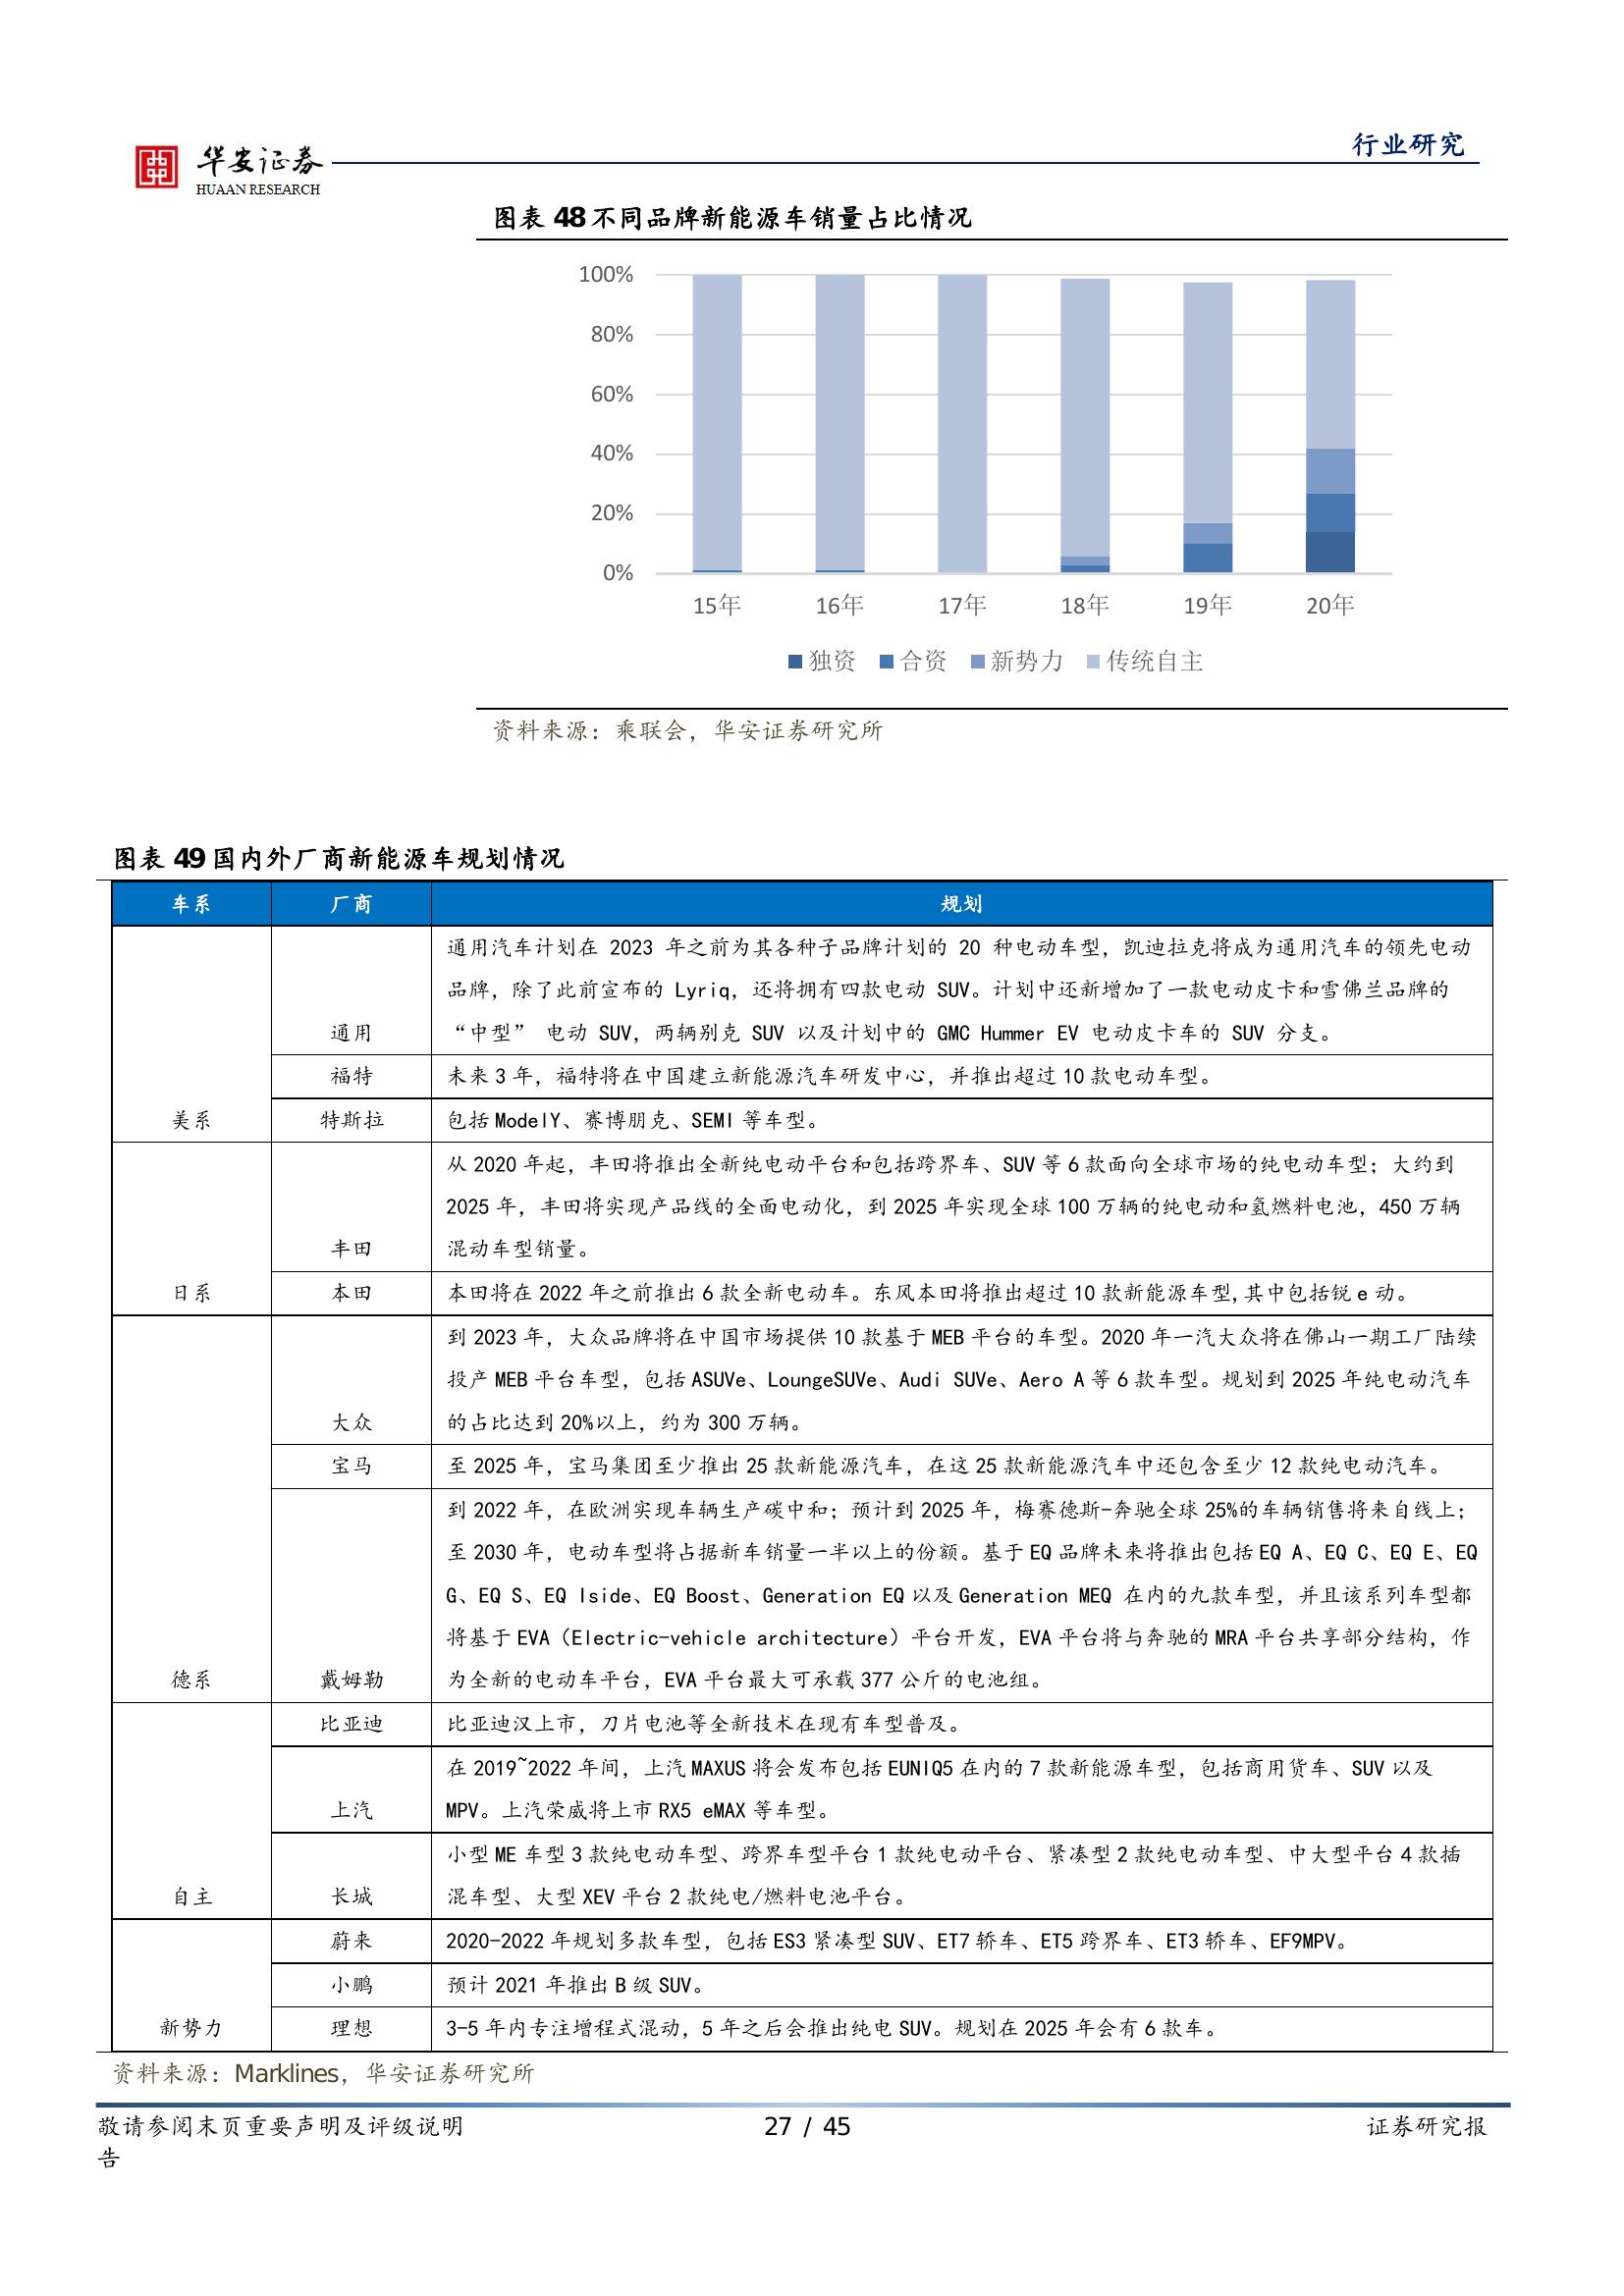 华安证券
HUAAN RESEARCH
行业研究
图表 48 不同品牌新能源车销量占比情况
100%
80%
60%
40%
20%
0%
15年 16年 17年 18年 19年 20年
独资 合资 新势力 传统自主
资料来源：乘联会，华安证券研究所
图表 49 国内外厂商新能源车规划情况
车系 厂商 规划
通用汽车计划在 2023 年之前为其各种子品牌计划的 20 种电动车型，凯迪拉克将成为通用汽车的领先电动
品牌，除了此前宣布的 Lyriq，还将拥有四款电动 SUV。计划中还新增加了一款电动皮卡和雪佛兰品牌的
通用 “中型” 电动 SUV，两辆别克 SUV 以及计划中的 GMC Hummer EV 电动皮卡车的 SUV 分支。
福特 未来 3 年，福特将在中国建立新能源汽车研发中心，并推出超过 10 款电动车型。
美系 特斯拉 包括 ModelY、赛博朋克、SEMI 等车型。
从 2020 年起，丰田将推出全新纯电动平台和包括跨界车、SUV 等 6 款面向全球市场的纯电动车型；大约到
2025 年，丰田将实现产品线的全面电动化，到 2025 年实现全球 100 万辆的纯电动和氢燃料电池，450 万辆
丰田 混动车型销量。
日系 本田 本田将在 2022 年之前推出 6 款全新电动车。东风本田将推出超过 10 款新能源车型,其中包括锐 e 动。
到 2023 年，大众品牌将在中国市场提供 10 款基于 MEB 平台的车型。2020 年一汽大众将在佛山一期工厂陆续
投产 MEB 平台车型，包括 ASUVe、LoungeSUVe、Audi SUVe、Aero A 等 6 款车型。规划到 2025 年纯电动汽车
大众 的占比达到 20%以上，约为 300 万辆。
宝马 至 2025 年，宝马集团至少推出 25 款新能源汽车，在这 25 款新能源汽车中还包含至少 12 款纯电动汽车。
到 2022 年，在欧洲实现车辆生产碳中和；预计到 2025 年，梅赛德斯-奔驰全球 25%的车辆销售将来自线上；
至 2030 年，电动车型将占据新车销量一半以上的份额。基于 EQ 品牌未来将推出包括 EQ A、EQ C、EQ E、EQ
G、EQ S、EQ Iside、EQ Boost、Generation EQ 以及 Generation MEQ 在内的九款车型，并且该系列车型都
将基于 EVA（Electric-vehicle architecture）平台开发，EVA 平台将与奔驰的 MRA 平台共享部分结构，作
德系 戴姆勒 为全新的电动车平台，EVA 平台最大可承载 377 公斤的电池组。
比亚迪 比亚迪汉上市，刀片电池等全新技术在现有车型普及。
在 2019~2022 年间，上汽 MAXUS 将会发布包括 EUNIQ5 在内的 7 款新能源车型，包括商用货车、SUV 以及
上汽 MPV。上汽荣威将上市 RX5 eMAX 等车型。
小型 ME 车型 3 款纯电动车型、跨界车型平台 1 款纯电动平台、紧凑型 2 款纯电动车型、中大型平台 4 款插
自主 长城 混车型、大型 XEV 平台 2 款纯电/燃料电池平台。
蔚来 2020-2022 年规划多款车型，包括 ES3 紧凑型 SUV、ET7 轿车、ET5 跨界车、ET3 轿车、EF9MPV。
小鹏 预计 2021 年推出 B 级 SUV。
新势力 理想 3-5 年内专注增程式混动，5 年之后会推出纯电 SUV。规划在 2025 年会有 6 款车。
资料来源：Marklines，华安证券研究所
敬请参阅末页重要声明及评级说明 27 / 45 证券研究报
告